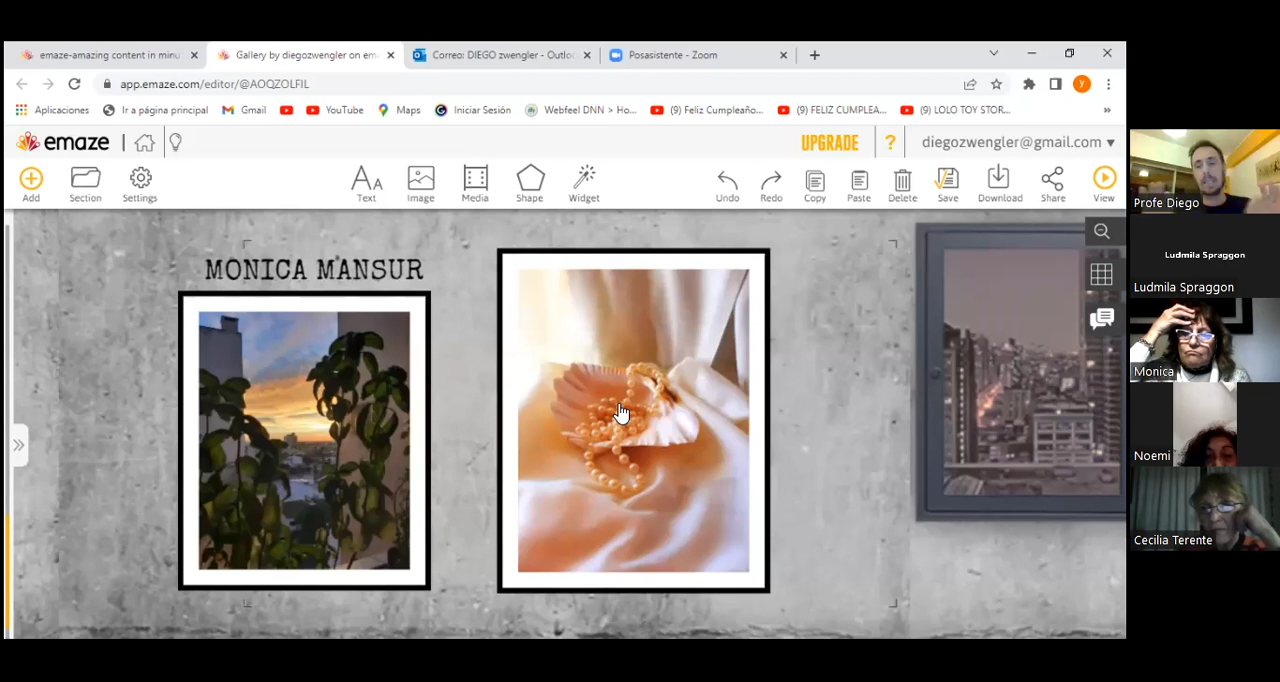 emaze-amazing content in minu
Gallery by diegozwengler on em
Correo: DIEGO zwengler - Outlo
Posasistente - Zoom
app.emaze.com/editor/@AOQZOLFIL
Aplicaciones
Ir a página principal
Gmail
YouTube
Maps
Iniciar Sesión
Webfeel DNN > Ho...
(9) Feliz Cumpleaño...
(9) FELIZ CUMPLEA...
(9) LOLO TOY STOR...
»
y
emaze
UPGRADE
?
diegozwengler@gmail.com
Add
Section
Settings
Text
Image
Media
Shape
Widget
Undo
Redo
Copy
Paste
Delete
Save
Download
Share
View
MONICA MANSUR
Profe Diego
Ludmila Spraggon
Ludmila Spraggon
Monica
Noemi
Cecilia Terente